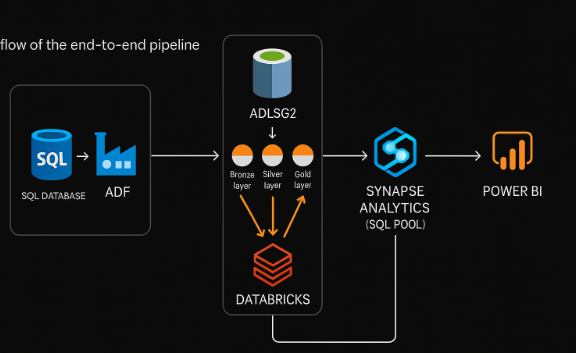 flow of the end-to-end pipeline
SQL
SQL DATABASE
ADF
ADLSG2
Bronze
layer
Silver
layer
Gold
layer
DATABRICKS
SYNAPSE
ANALYTICS
(SQL POOL)
POWER BI